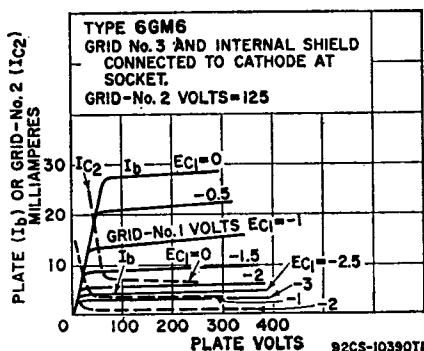 TYPE 6GM6
GRID No. 3 AND INTERNAL SHIELD
CONNECTED TO CATHODE AT
SOCKET.
GRID-No. 2 VOLTS=125
PLATE (Ib) OR GRID-No. 2 (IC2)
MILLIAMPERES
30
20
10
IC2
Ib
EC1=0
-0.5
GRID-No.1 VOLTS EC1=-1
Ib
EC1=0
-1.5
-2
EC1=-2.5
-3
-1
-2
0
100
200
300
400
PLATE VOLTS
92CS-10390T